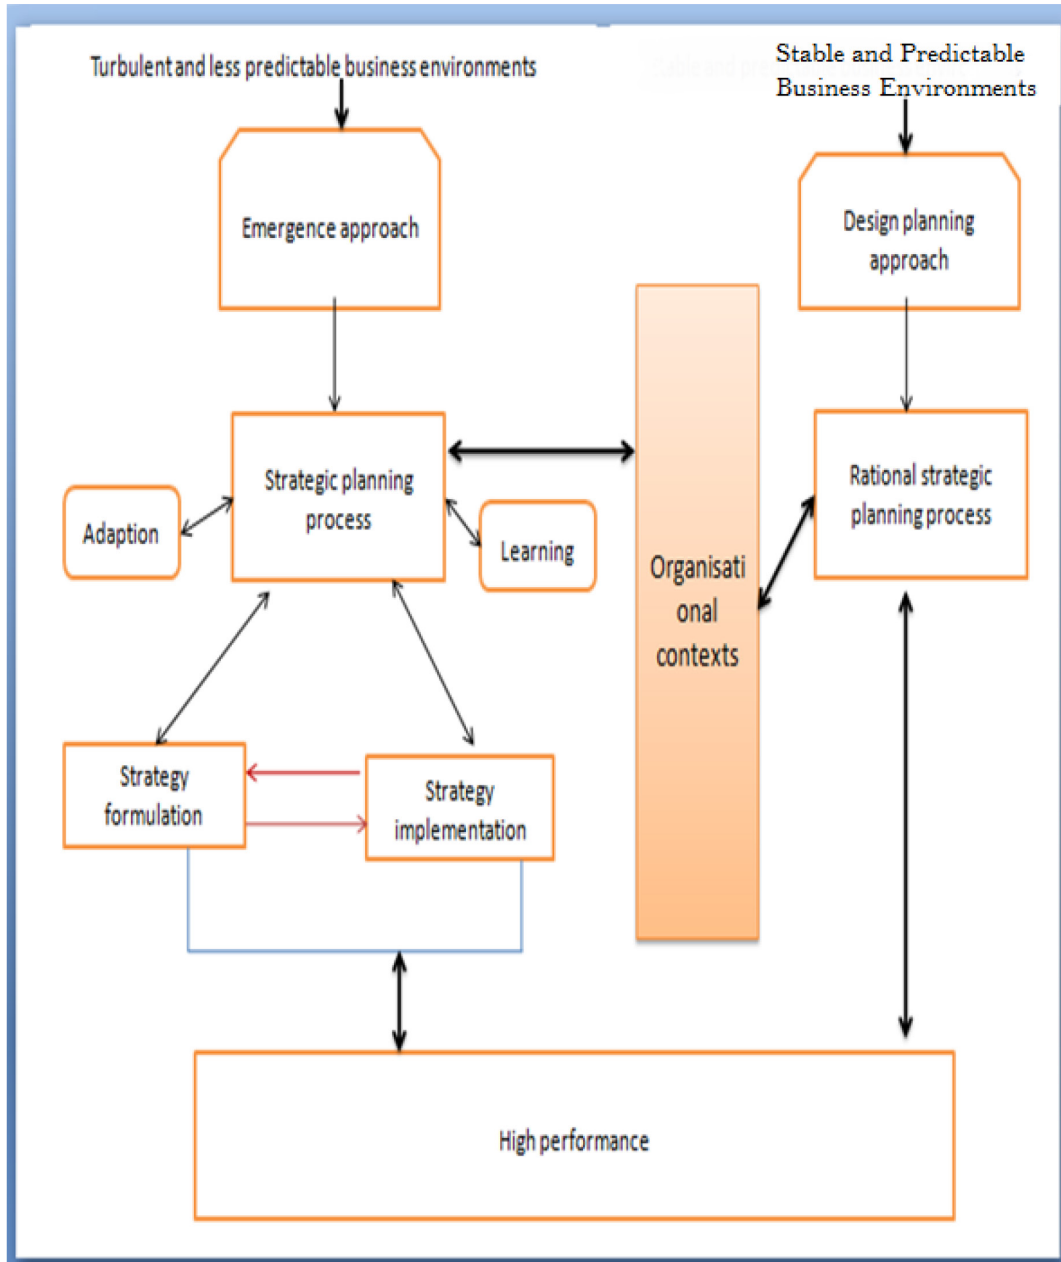 Turbulent and less predictable business environments
Stable and Predictable
Business Environments
Emergence approach
Design planning
approach
Strategic planning
process
Rational strategic
planning process
Adaption
Learning
Organisati
onal
contexts
Strategy
formulation
Strategy
implementation
High performance